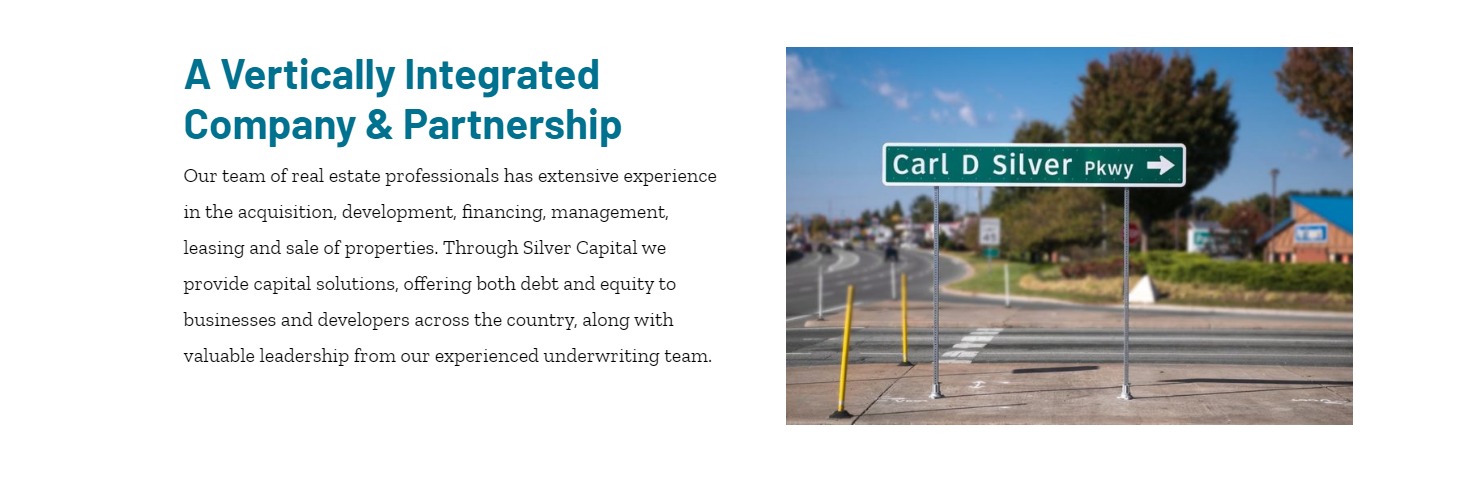 A Vertically Integrated
Company & Partnership
Our team of real estate professionals has extensive experience
in the acquisition, development, financing, management,
leasing and sale of properties. Through Silver Capital we
provide capital solutions, offering both debt and equity to
businesses and developers across the country, along with
valuable leadership from our experienced underwriting team.
Carl D Silver Pkwy →